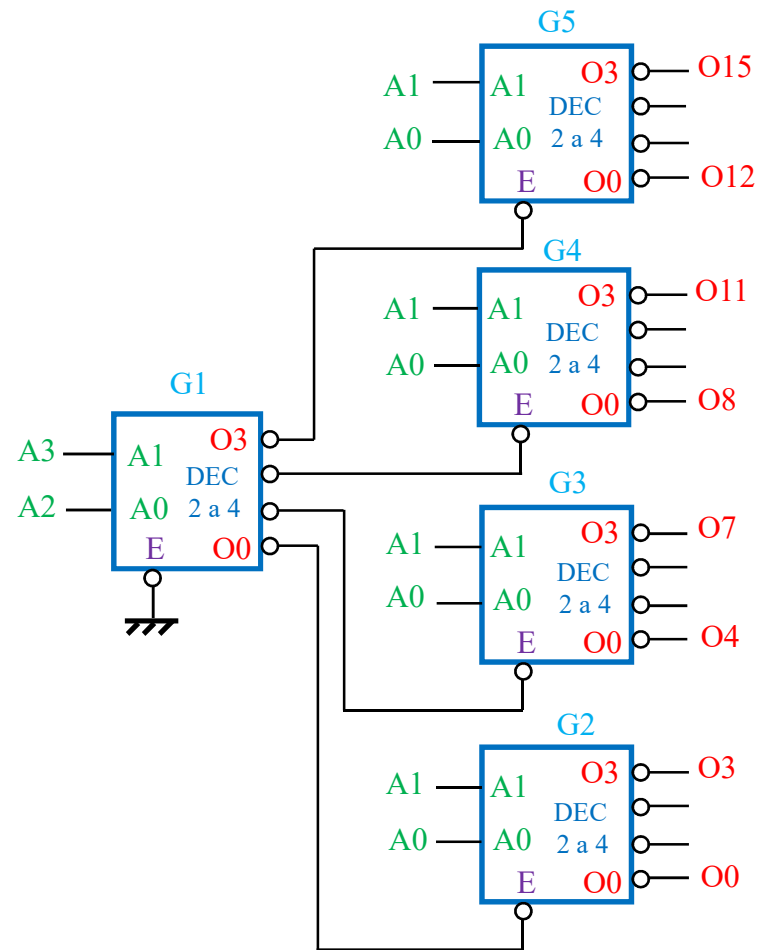 G5
A1 A1 O3 O15
DEC
A0 A0 2 a 4
E O0 O12
G4
A1 A1 O3 O11
DEC
A0 A0 2 a 4
E O0 O8
G1
A3 A1 O3
DEC
A2 A0 2 a 4
E O0
G3
A1 A1 O3 O7
DEC
A0 A0 2 a 4
E O0 O4
G2
A1 A1 O3 O3
DEC
A0 A0 2 a 4
E O0 O0